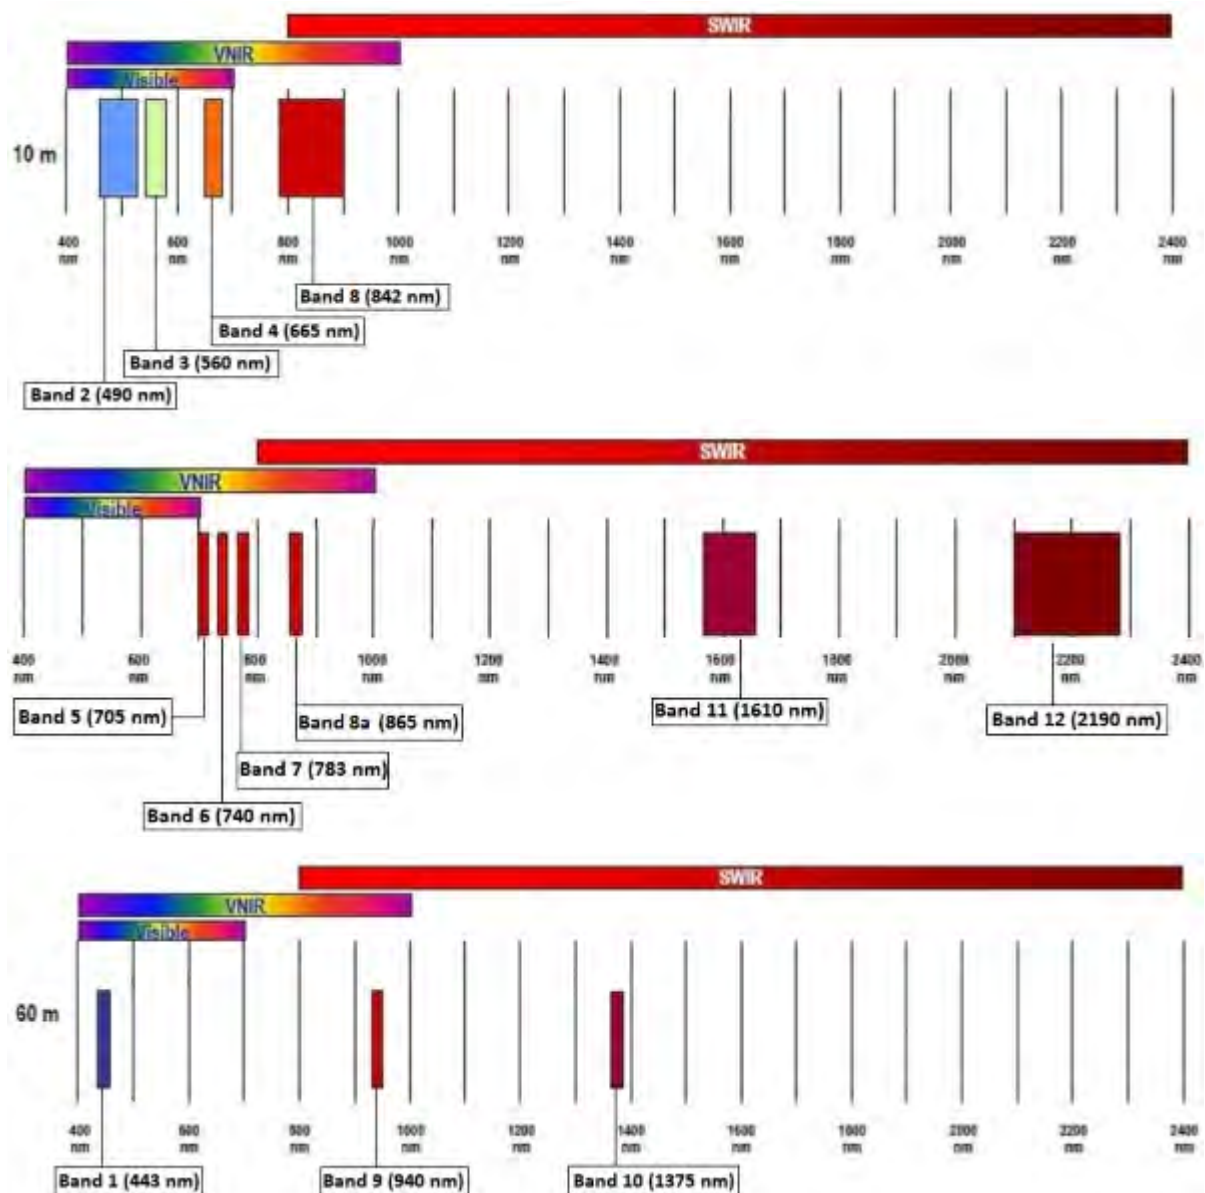 SWIR
VNIR
Visible
10 m
400 600 800 1000 1200 1400 1600 1800 2000 2200 2400
nm nm nm nm nm nm nm nm nm nm nm
Band 8 (842 nm)
Band 4 (665 nm)
Band 3 (560 nm)
Band 2 (490 nm)
SWIR
VNIR
Visible
400 600 800 1000 1200 1400 1600 1800 2000 2200 2400
nm nm nm nm nm nm nm nm nm nm nm
Band 5 (705 nm)
Band 8a (865 nm)
Band 11 (1610 nm)
Band 12 (2190 nm)
Band 7 (783 nm)
Band 6 (740 nm)
SWIR
VNIR
Visible
60 m
400 600 800 1000 1200 1400 1600 1800 2000 2200 2400
nm nm nm nm nm nm nm nm nm nm nm
Band 1 (443 nm)
Band 9 (940 nm)
Band 10 (1375 nm)